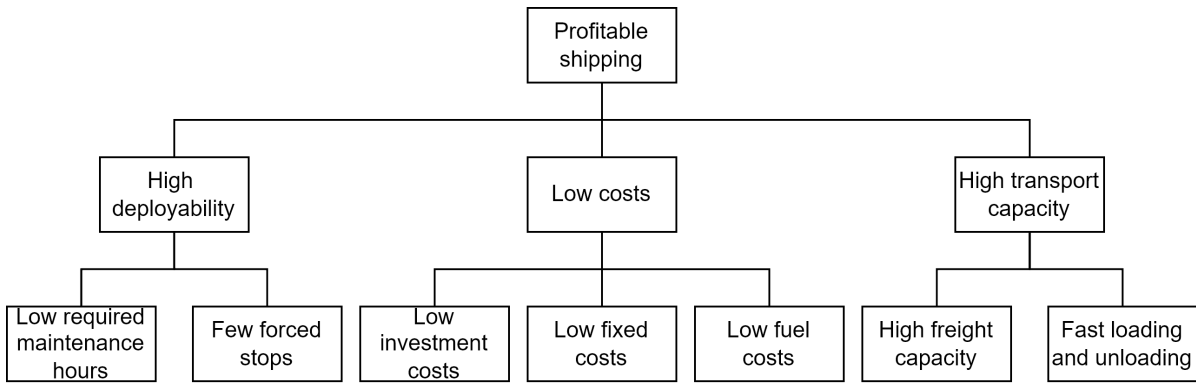 Profitable
shipping
High
deployability
Low costs
High transport
capacity
Low required
maintenance
hours
Few forced
stops
Low
investment
costs
Low fixed
costs
Low fuel
costs
High freight
capacity
Fast loading
and unloading